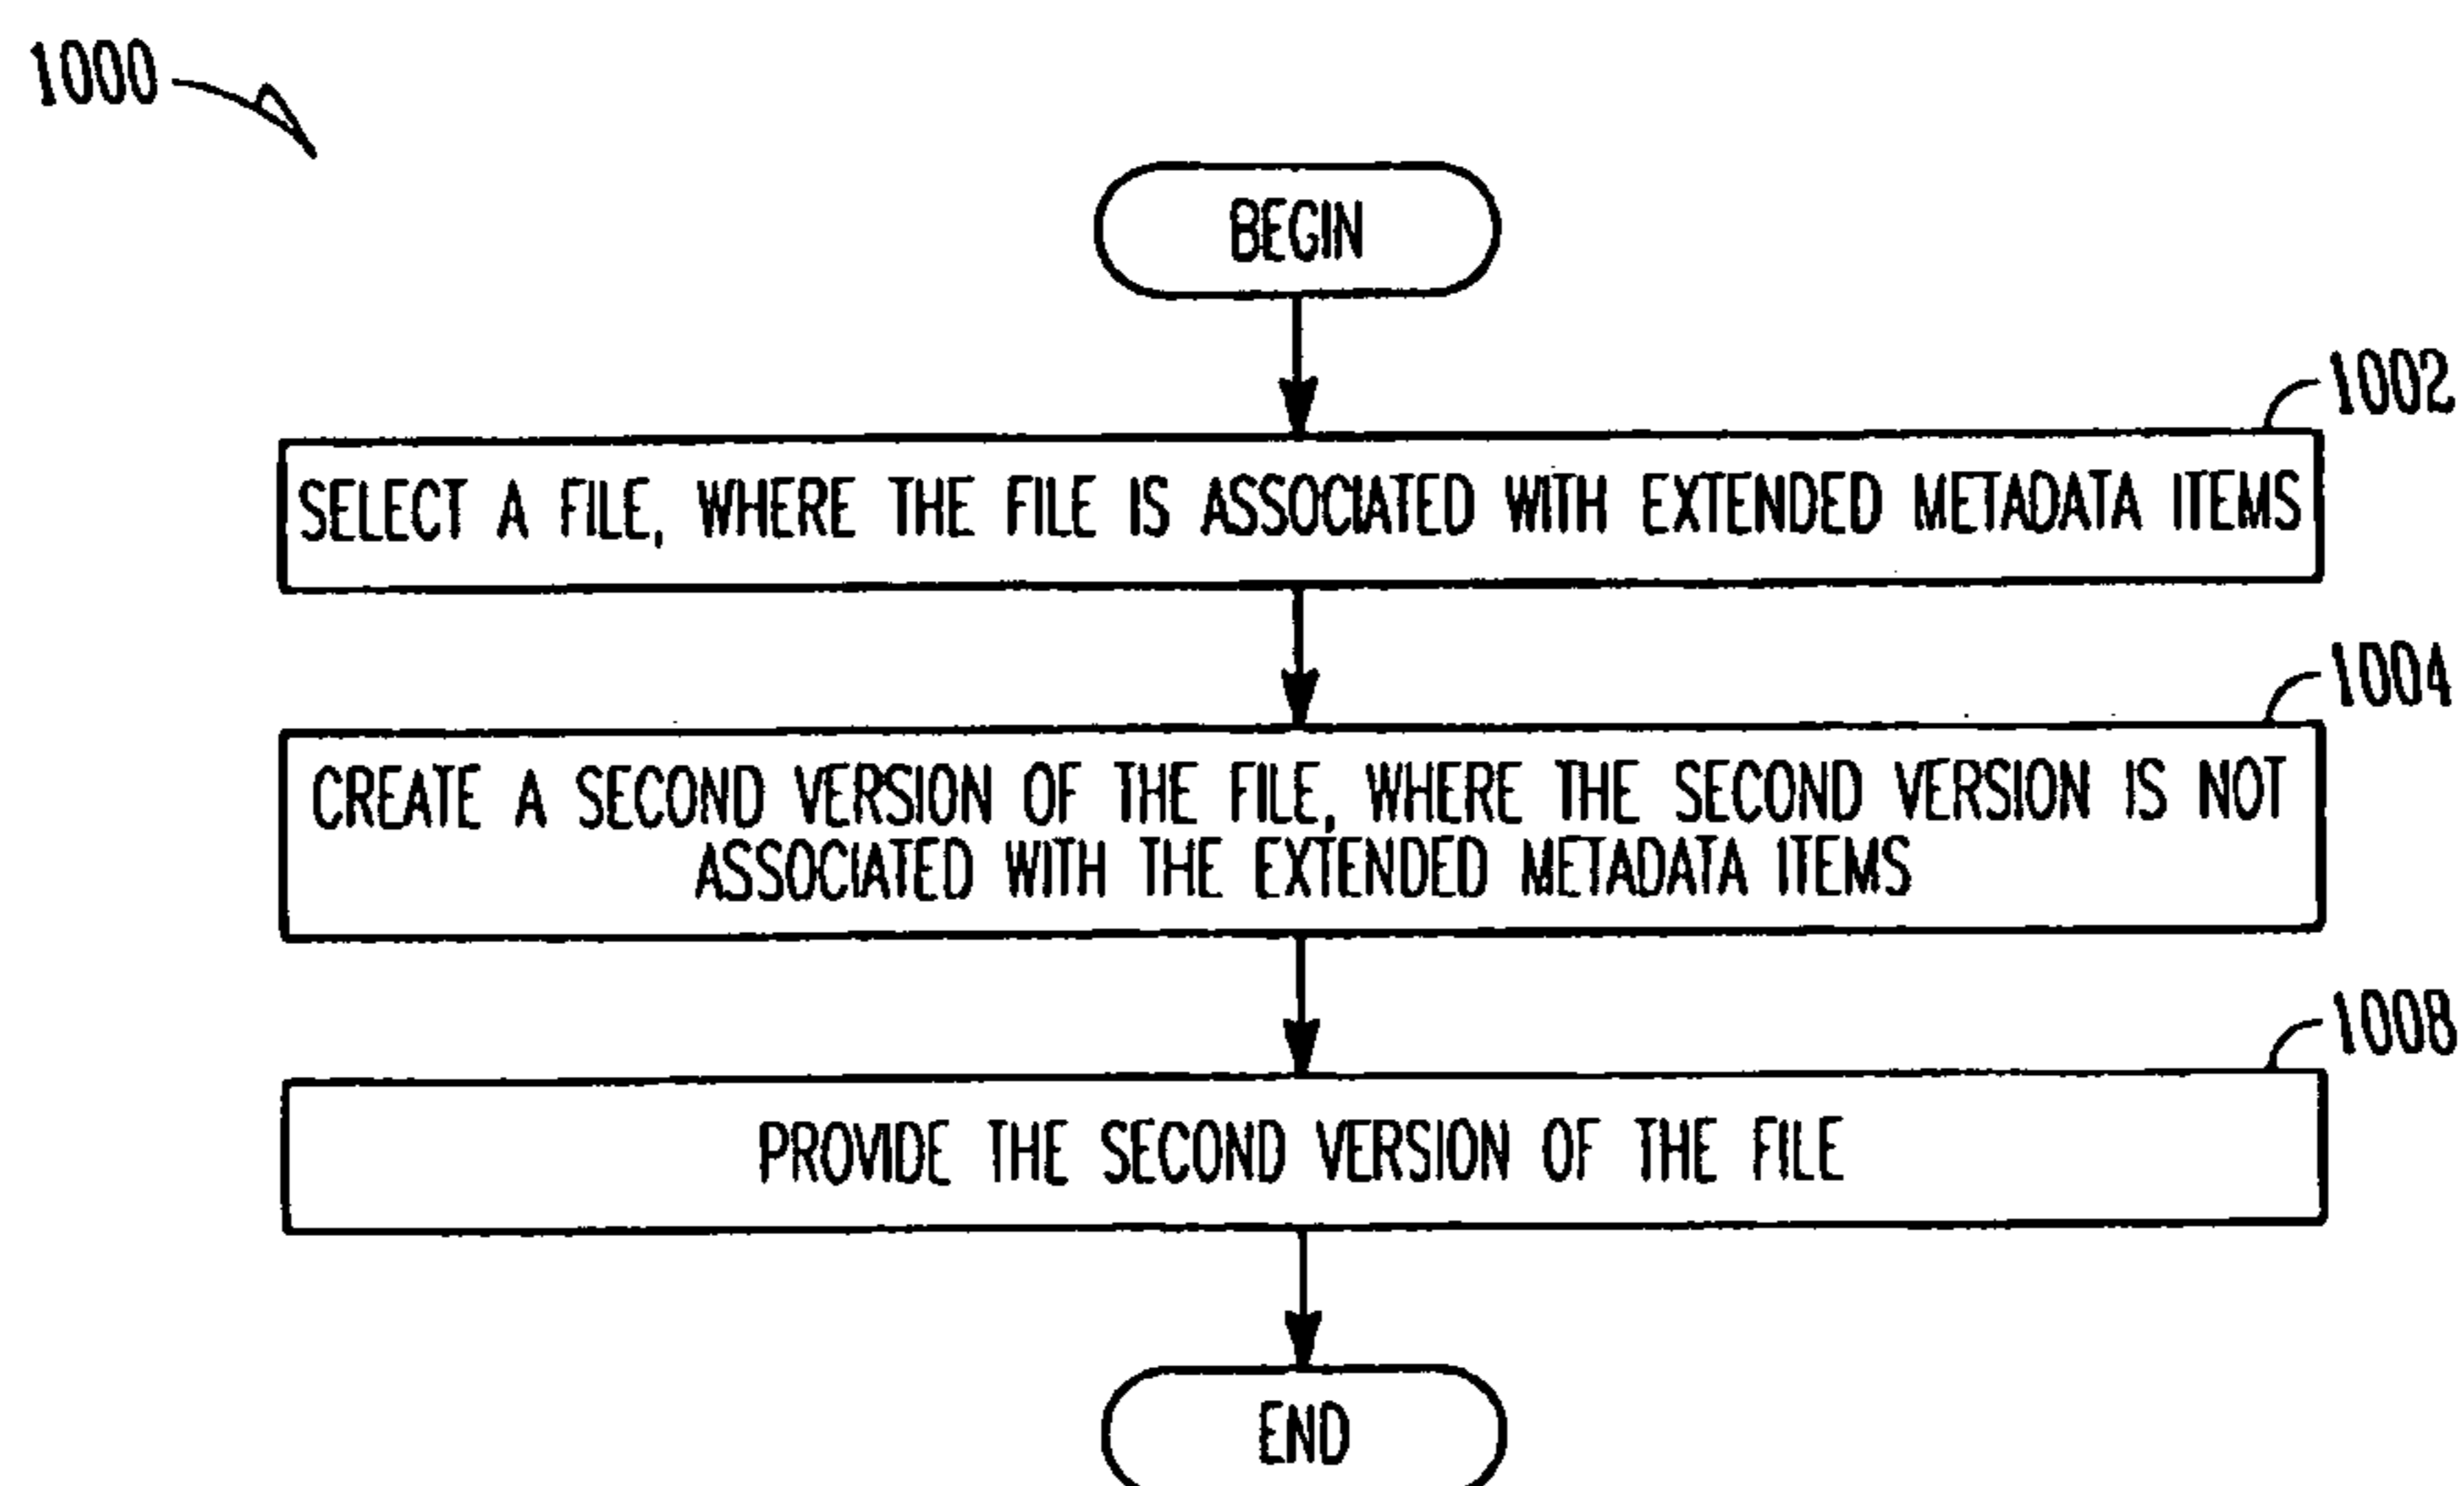 1000
BEGIN
1002
SELECT A FILE, WHERE THE FILE IS ASSOCIATED WITH EXTENDED METADATA ITEMS
1004
CREATE A SECOND VERSION OF THE FILE, WHERE THE SECOND VERSION IS NOT
ASSOCIATED WITH THE EXTENDED METADATA ITEMS
1008
PROVIDE THE SECOND VERSION OF THE FILE
END